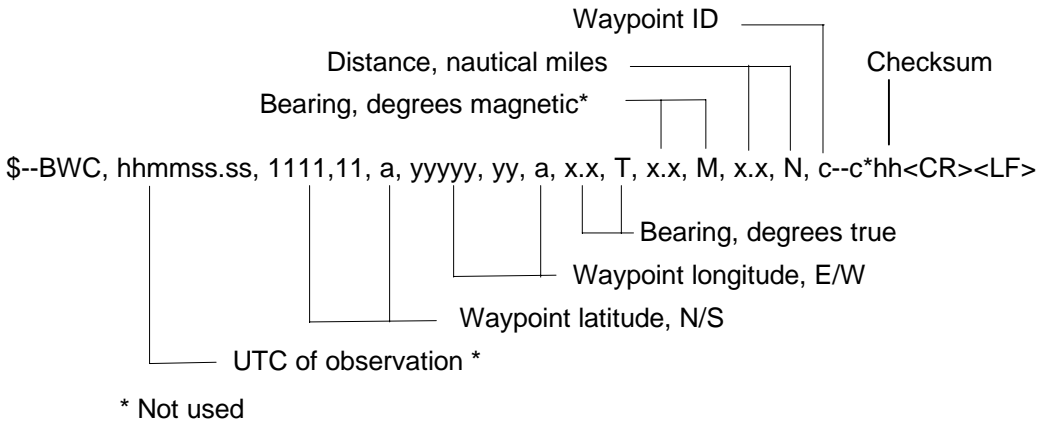 Waypoint ID
Distance, nautical miles
Checksum
Bearing, degrees magnetic*
$--BWC, hhmmss.ss, 1111,11, a, yyyyy, yy, a, x.x, T, x.x, M, x.x, N, c--c*hh<CR><LF>
Bearing, degrees true
Waypoint longitude, E/W
Waypoint latitude, N/S
UTC of observation *
* Not used